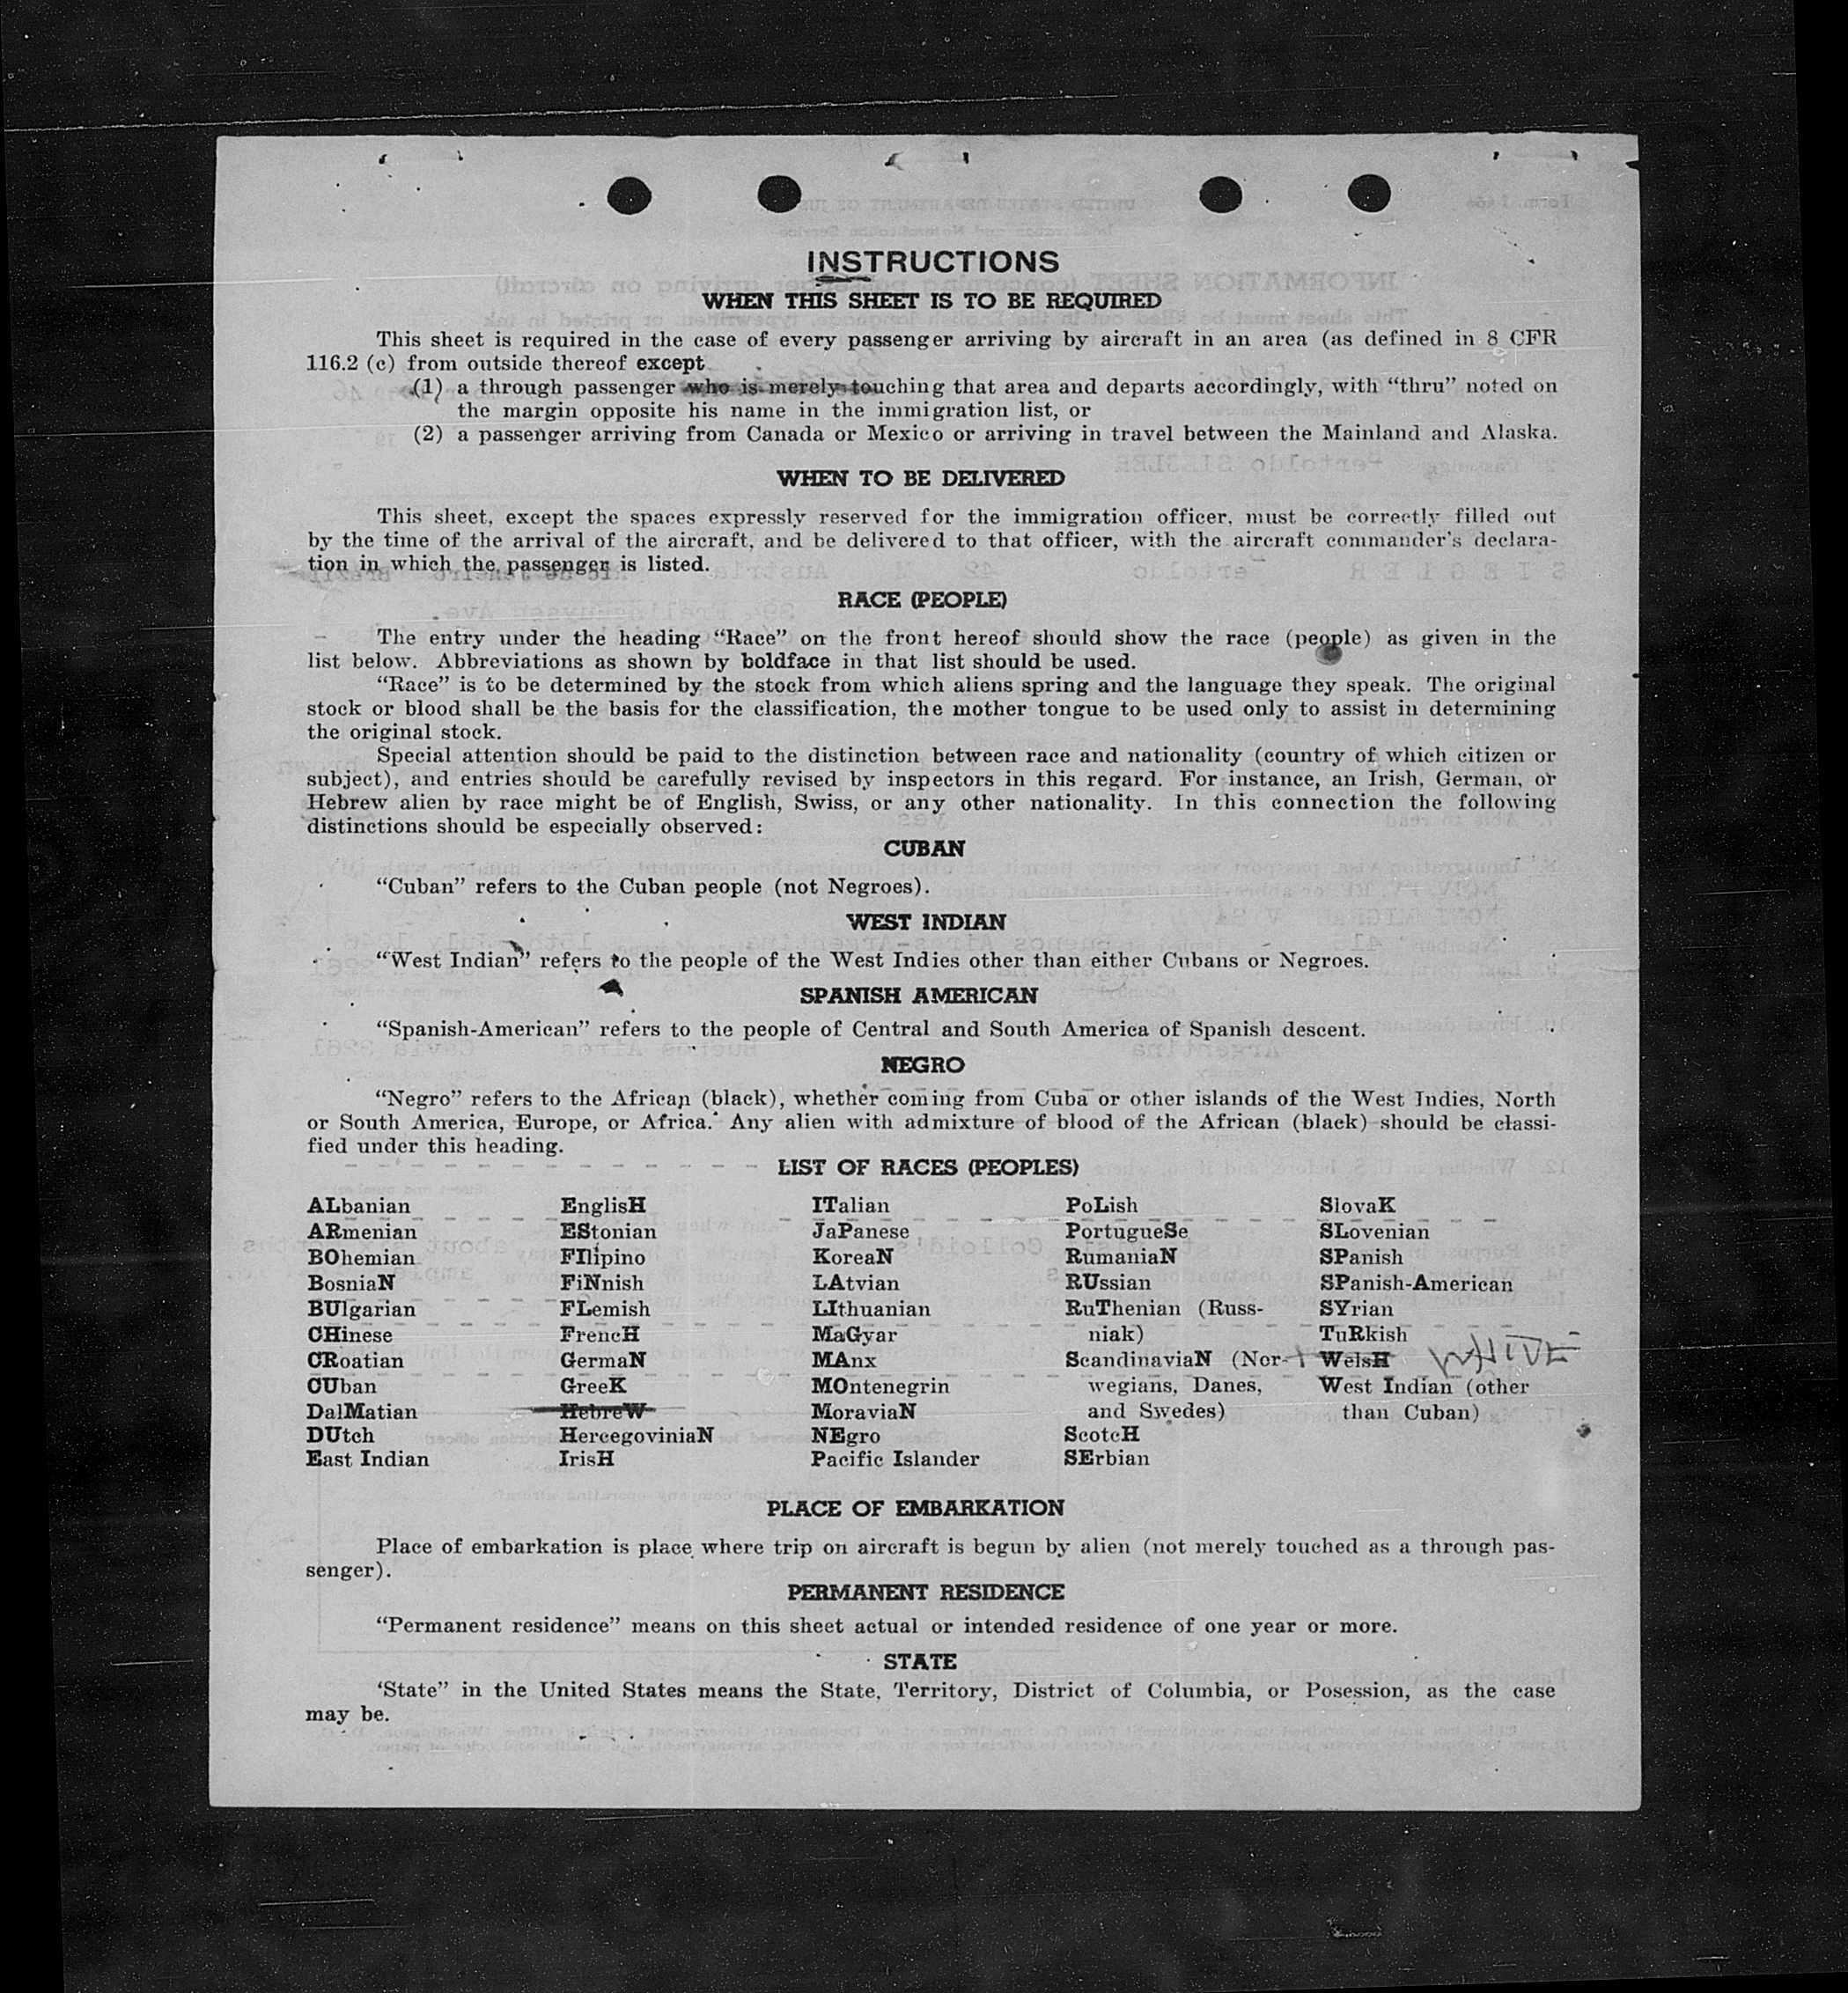 INSTRUCTIONS
WHEN THIS SHEET IS TO BE REQUIRED
This sheet is required in the case of every passenger arriving by aircraft in an area (as defined in 8 CFR
116.2 (c) from outside thereof except
(1) a through passenger who is merely touching that area and departs accordingly, with “thru” noted on
the margin opposite his name in the immigration list, or
(2) a passenger arriving from Canada or Mexico or arriving in travel between the Mainland and Alaska.
WHEN TO BE DELIVERED
This sheet, except the spaces expressly reserved for the immigration officer, must be correctly filled out
by the time of the arrival of the aircraft, and be delivered to that officer, with the aircraft commander's declara-
tion in which the passenger is listed.
RACE (PEOPLE)
The entry under the heading “Race” on the front hereof should show the race (people) as given in the
list below. Abbreviations as shown by boldface in that list should be used.
“Race” is to be determined by the stock from which aliens spring and the language they speak. The original
stock or blood shall be the basis for the classification, the mother tongue to be used only to assist in determining
the original stock.
Special attention should be paid to the distinction between race and nationality (country of which citizen or
subject), and entries should be carefully revised by inspectors in this regard. For instance, an Irish, German, or
Hebrew alien by race might be of English, Swiss, or any other nationality. In this connection the following
distinctions should be especially observed:
CUBAN
“Cuban” refers to the Cuban people (not Negroes).
WEST INDIAN
“West Indian” refers to the people of the West Indies other than either Cubans or Negroes.
SPANISH AMERICAN
“Spanish-American” refers to the people of Central and South America of Spanish descent.
NEGRO
“Negro” refers to the African (black), whether coming from Cuba or other islands of the West Indies, North
or South America, Europe, or Africa. Any alien with admixture of blood of the African (black) should be classi-
fied under this heading.
LIST OF RACES (PEOPLES)
ALbanian EnglisH ITalian PoLish SlovaK
ARmenian EStonian JaPanese PortugueSe SLovenian
BOhemian FIlipino KoreaN RumaniaN SPanish
BosniaN FiNnish LAtvian RUssian SPanish-American
BUlgarian FLemish LIthuanian RuThenian (Russ- SYrian
CHinese FrencH MaGyar niak) TuRkish
CRoatian GermaN MAnx ScandinaviaN (Nor- WelsH WHITE
CUban GreeK MOntenegrin wegians, Danes, West Indian (other
DalMatian HebreW MoraviaN and Swedes) than Cuban)
DUtch HercegoviniaN NEgro ScotcH
East Indian IrisH Pacific Islander SErbian
PLACE OF EMBARKATION
Place of embarkation is place where trip on aircraft is begun by alien (not merely touched as a through pas-
senger).
PERMANENT RESIDENCE
“Permanent residence” means on this sheet actual or intended residence of one year or more.
STATE
‘State” in the United States means the State, Territory, District of Columbia, or Posession, as the case
may be.